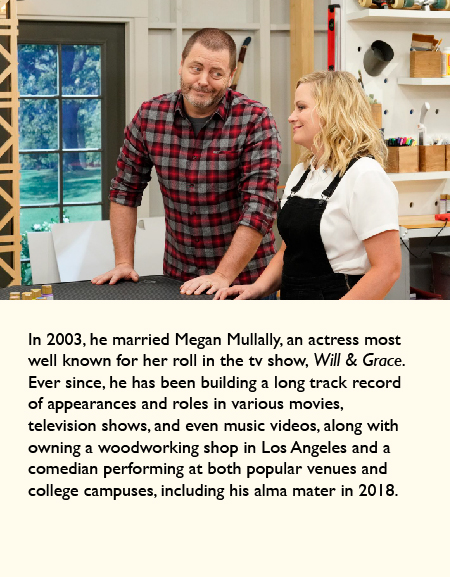 In 2003, he married Megan Mullally, an actress most
well known for her roll in the tv show, Will & Grace.
Ever since, he has been building a long track record
of appearances and roles in various movies,
television shows, and even music videos, along with
owning a woodworking shop in Los Angeles and a
comedian performing at both popular venues and
college campuses, including his alma mater in 2018.